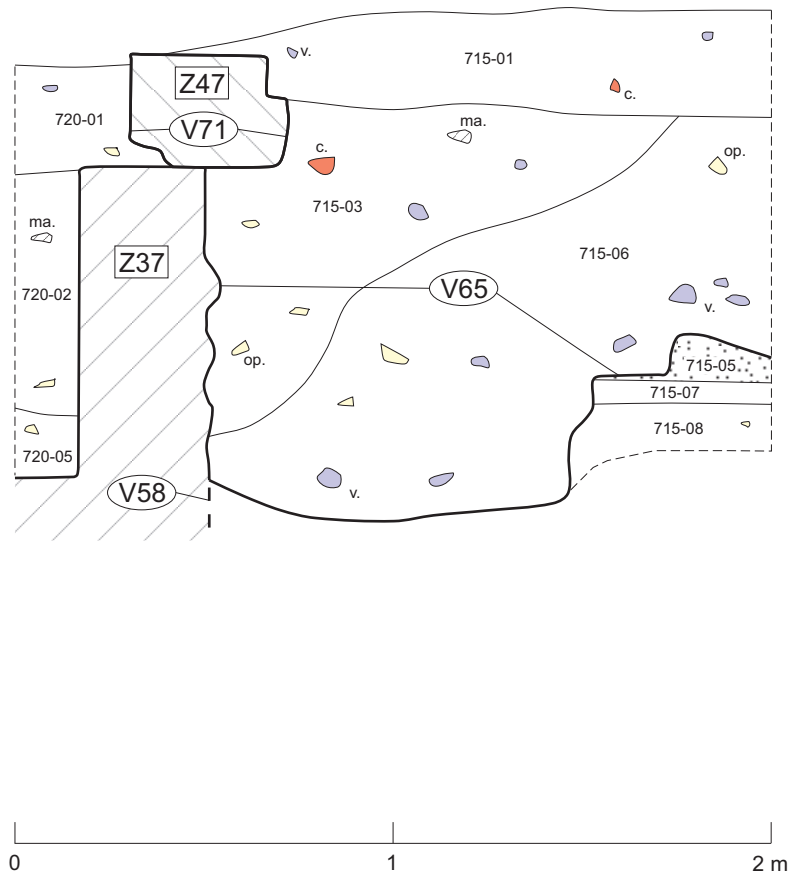 v.
715-01
Z47
c.
720-01
V71
ma.
c.
op.
715-03
ma.
Z37
715-06
720-02
V65
v.
op.
715-05
715-07
715-08
720-05
V58
v.
0 1 2 m